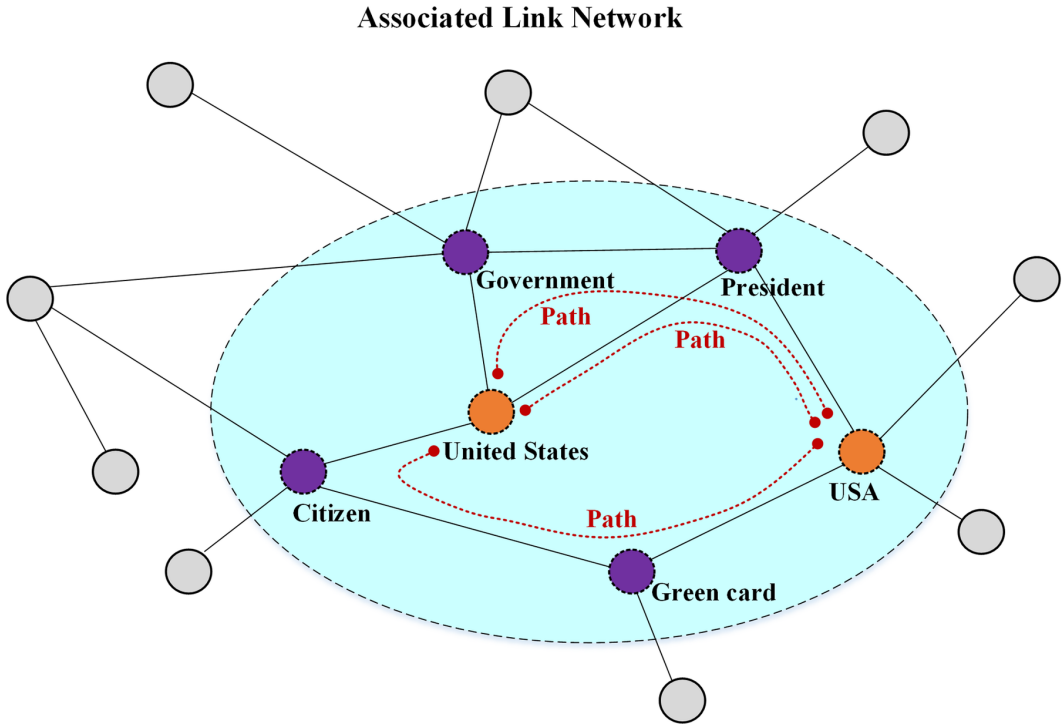 Associated Link Network
Government
President
Path
Path
United States
USA
Citizen
Path
Green card